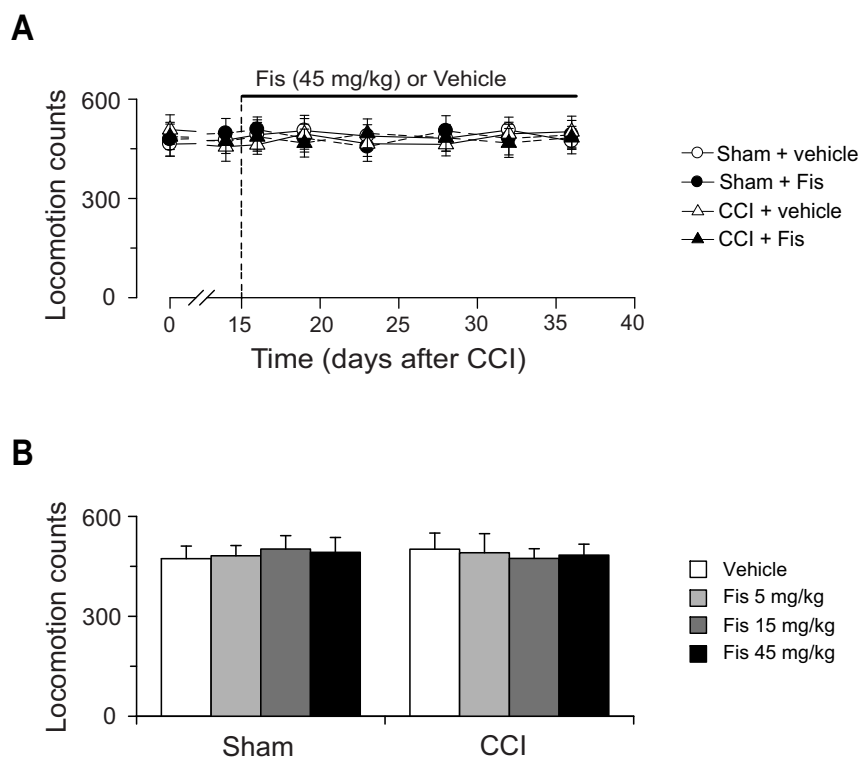 A
Fis (45 mg/kg) or Vehicle
600
300
0
Locomotion counts
0 15 20 25 30 35 40
Time (days after CCI)
Sham + vehicle
Sham + Fis
CCI + vehicle
CCI + Fis
B
600
300
0
Locomotion counts
Sham CCI
Vehicle
Fis 5 mg/kg
Fis 15 mg/kg
Fis 45 mg/kg